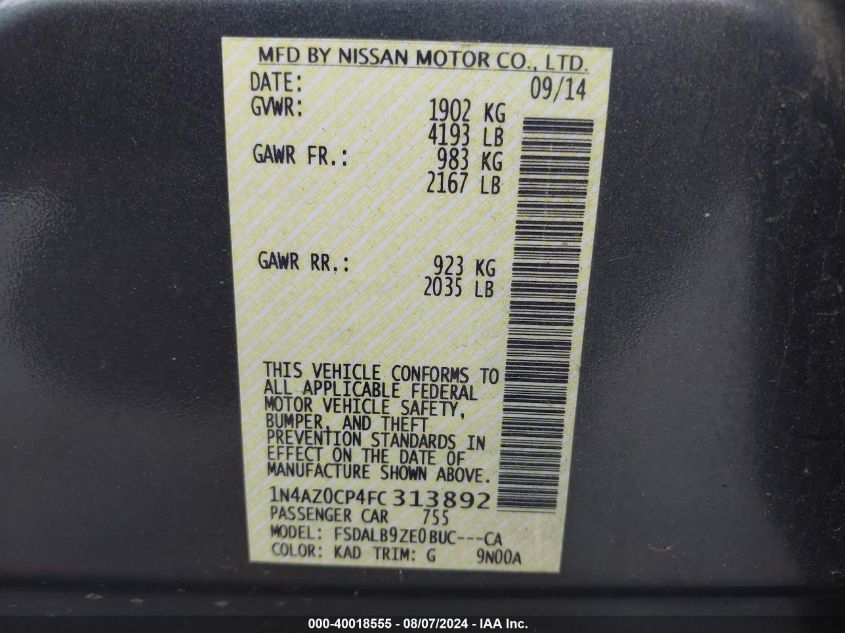 MFD BY NISSAN MOTOR CO., LTD.
DATE: 09/14
GVWR: 1902 KG
4193 LB
GAWR FR.: 983 KG
2167 LB
GAWR RR.: 923 KG
2035 LB
THIS VEHICLE CONFORMS TO
ALL APPLICABLE FEDERAL
MOTOR VEHICLE SAFETY,
BUMPER, AND THEFT
PREVENTION STANDARDS IN
EFFECT ON THE DATE OF
MANUFACTURE SHOWN ABOVE.
1N4AZ0CP4FC313892
PASSENGER CAR 755
MODEL: FSDALB9ZE0BUC---CA
COLOR: KAD TRIM: G 9N00A
000-40018555 - 08/07/2024 - IAA Inc.